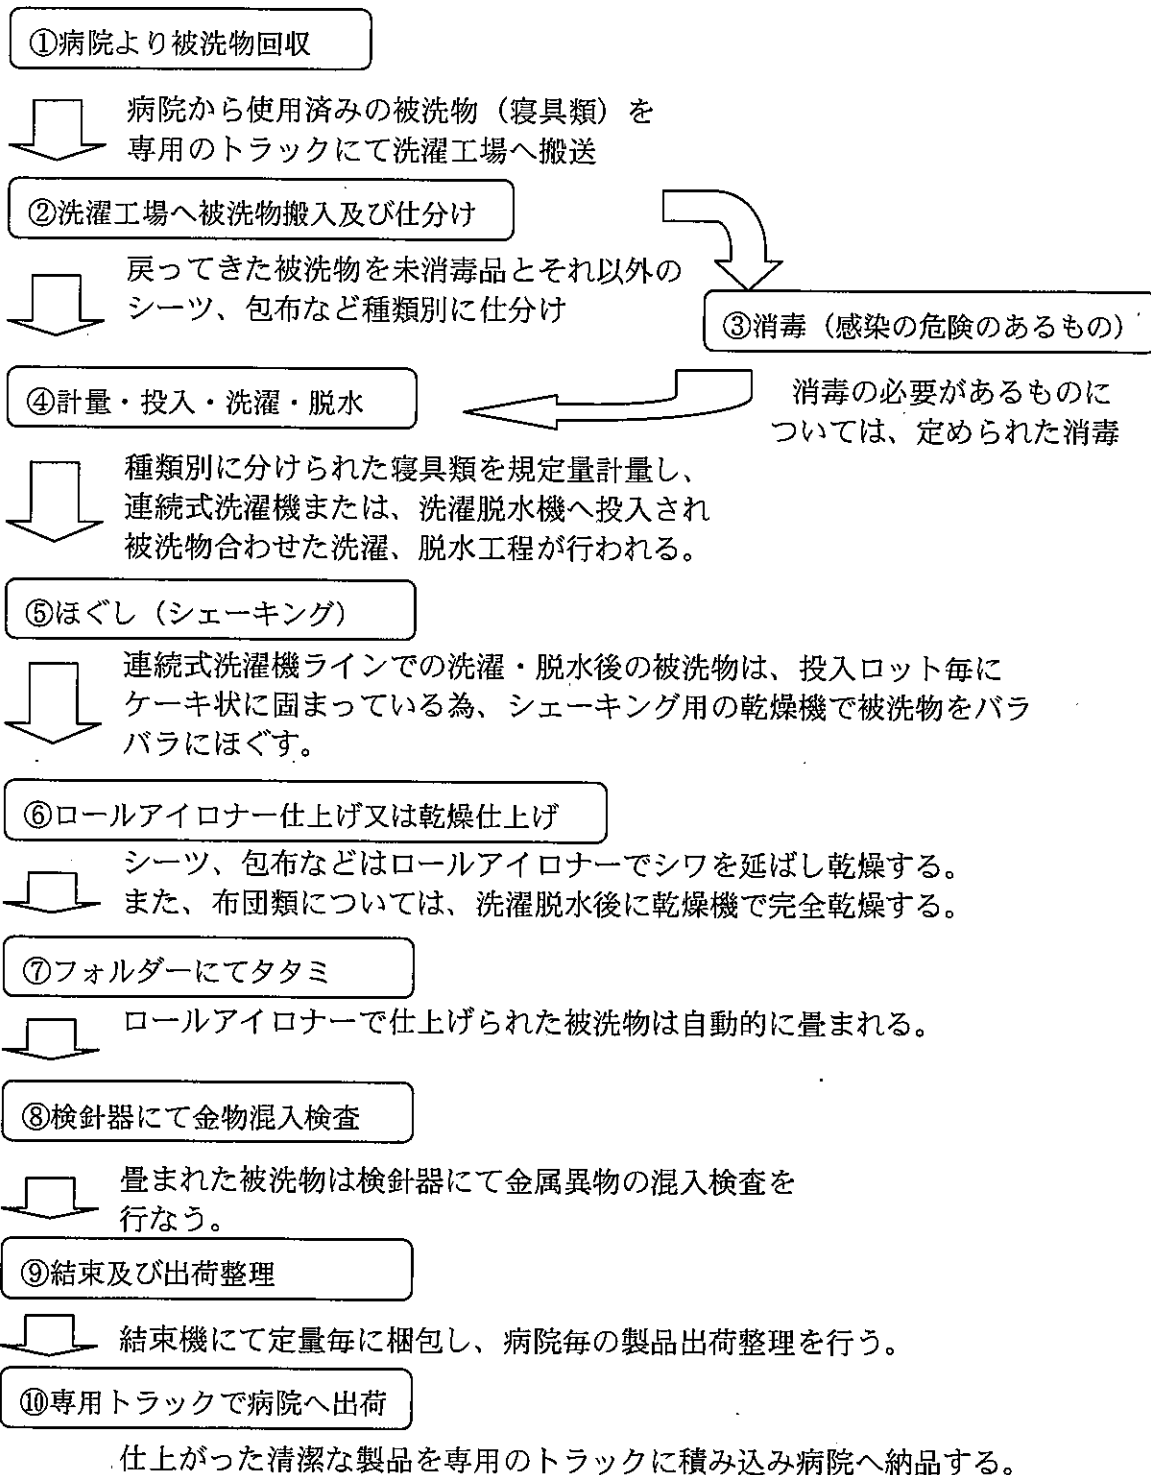 ①病院より被洗物回収
病院から使用済みの被洗物（寝具類）を
専用のトラックにて洗濯工場へ搬送
②洗濯工場へ被洗物搬入及び仕分け
戻ってきた被洗物を未消毒品とそれ以外の
シーツ、包布など種類別に仕分け
③消毒（感染の危険のあるもの）
消毒の必要があるものに
ついては、定められた消毒
④計量・投入・洗濯・脱水
種類別に分けられた寝具類を規定量計量し、
連続式洗濯機または、洗濯脱水機へ投入され
被洗物合わせた洗濯、脱水工程が行われる。
⑤ほぐし（シェーキング）
連続式洗濯機ラインでの洗濯・脱水後の被洗物は、投入ロット毎に
ケーキ状に固まっている為、シェーキング用の乾燥機で被洗物をバラ
バラにほぐす。
⑥ロールアイロナー仕上げ又は乾燥仕上げ
シーツ、包布などはロールアイロナーでシワを延ばし乾燥する。
また、布団類については、洗濯脱水後に乾燥機で完全乾燥する。
⑦フォルダーにてタタミ
ロールアイロナーで仕上げられた被洗物は自動的に畳まれる。
⑧検針器にて金物混入検査
畳まれた被洗物は検針器にて金属異物の混入検査を
行なう。
⑨結束及び出荷整理
結束機にて定量毎に梱包し、病院毎の製品出荷整理を行う。
⑩専用トラックで病院へ出荷
仕上がった清潔な製品を専用のトラックに積み込み病院へ納品する。